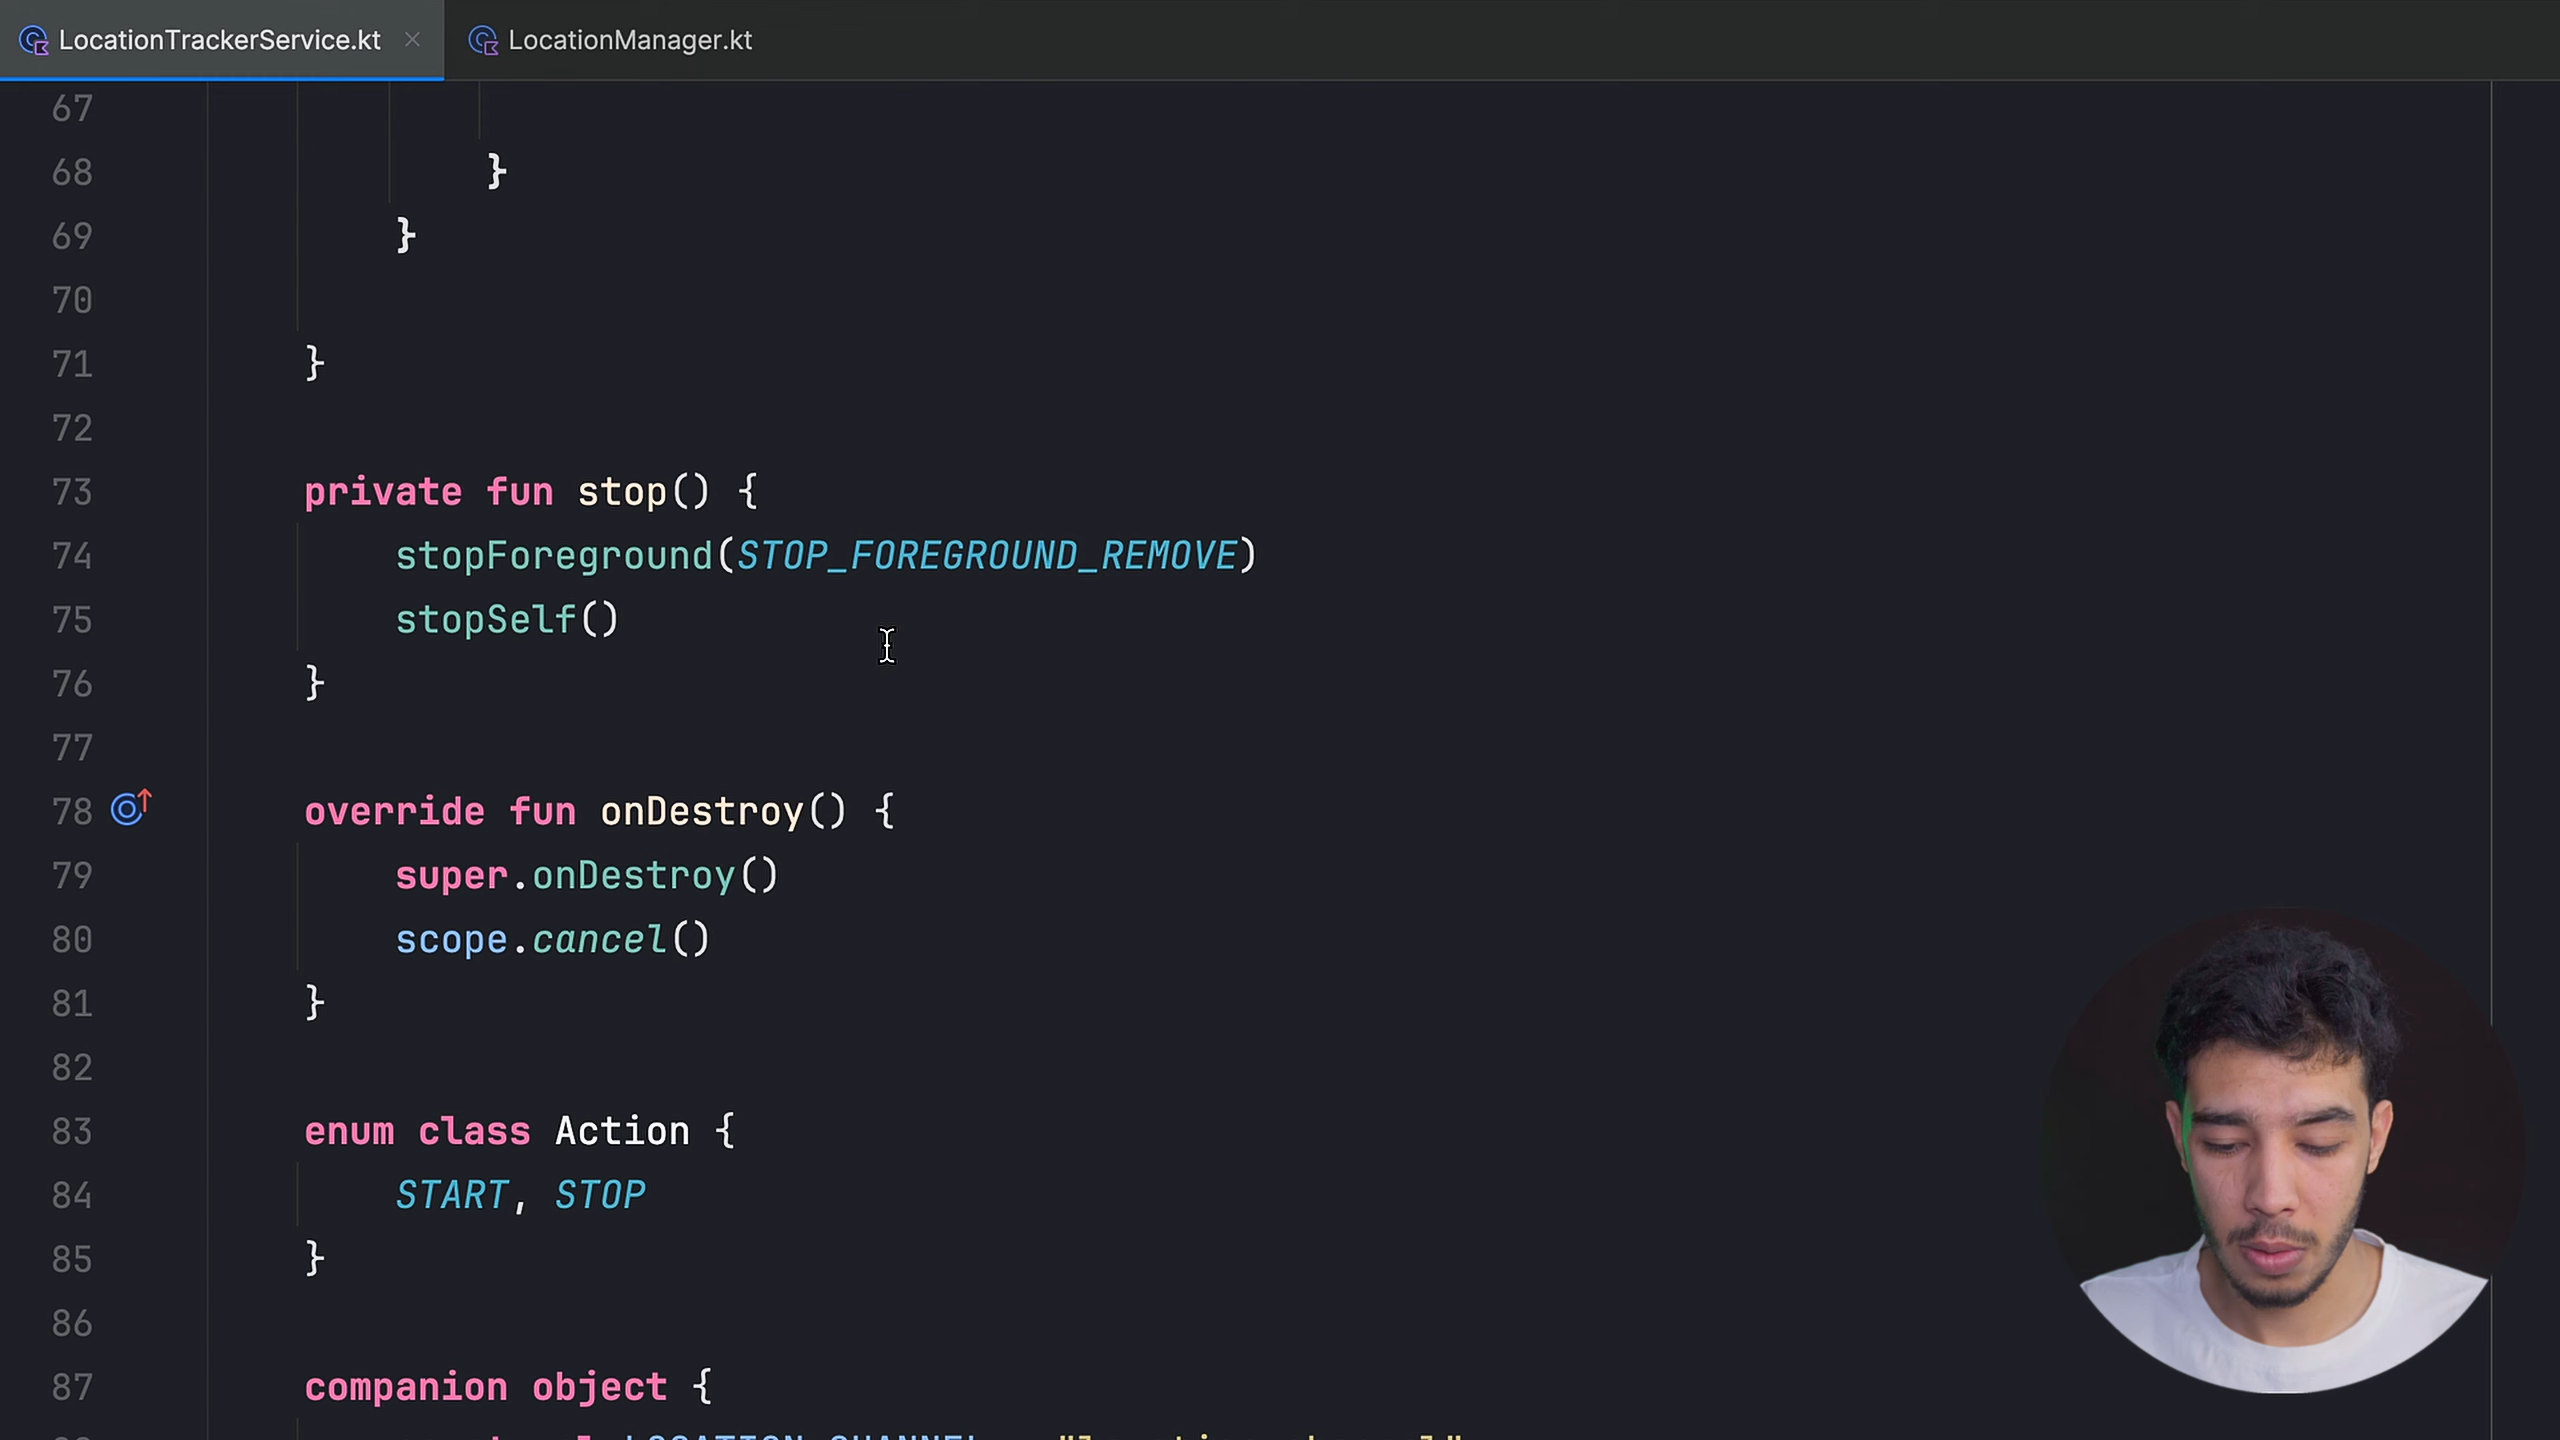 LocationTrackerService.kt
LocationManager.kt
67
68 }
69 }
70
71 }
72
73 private fun stop() {
74 stopForeground(STOP_FOREGROUND_REMOVE)
75 stopSelf()
76 }
77
78 override fun onDestroy() {
79 super.onDestroy()
80 scope.cancel()
81 }
82
83 enum class Action {
84 START, STOP
85 }
86
87 companion object {